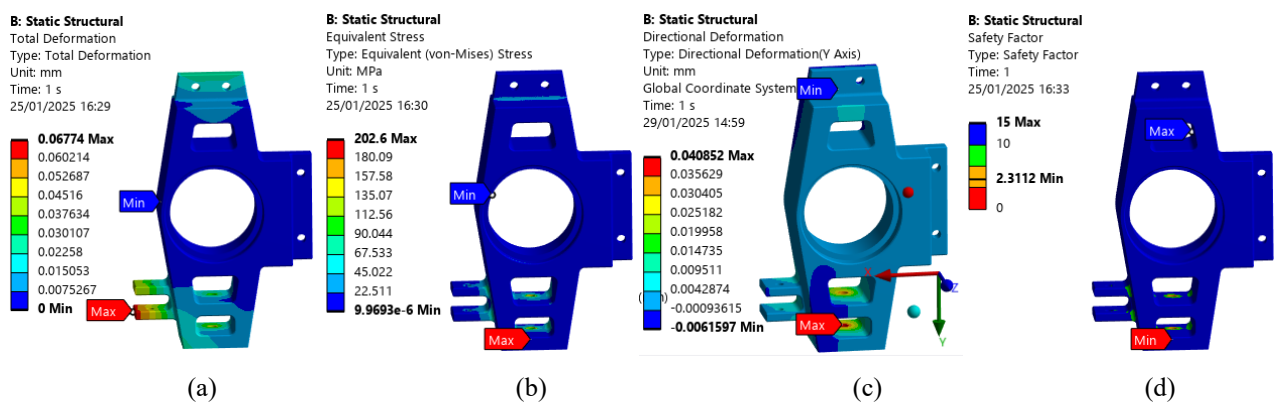 B: Static Structural
Total Deformation
Type: Total Deformation
Unit: mm
Time: 1 s
25/01/2025 16:29
0.06774 Max
0.060214
0.052687
0.04516
0.037634
0.030107
0.02258
0.015053
0.0075267
0 Min
Min
Max
(a)
B: Static Structural
Equivalent Stress
Type: Equivalent (von-Mises) Stress
Unit: MPa
Time: 1 s
25/01/2025 16:30
202.6 Max
180.09
157.58
135.07
112.56
90.044
67.533
45.022
22.511
9.9693e-6 Min
Min
Max
(b)
B: Static Structural
Directional Deformation
Type: Directional Deformation(Y Axis)
Unit: mm
Global Coordinate System
Time: 1 s
29/01/2025 14:59
0.040852 Max
0.035629
0.030405
0.025182
0.019958
0.014735
0.009511
0.0042874
-0.00093615
-0.0061597 Min
Min
Max
X
Z
Y
(c)
B: Static Structural
Safety Factor
Type: Safety Factor
Time: 1
25/01/2025 16:33
15 Max
10
2.3112 Min
0
Max
Min
(d)